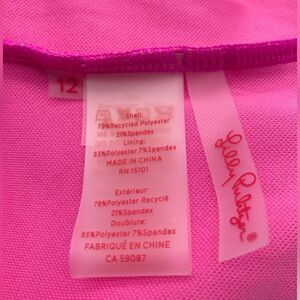 12
Shell:
79%Recycled Polyester
21%Spandex
Lining:
93%Polyester 7%Spandex
MADE IN CHINA
RN 15101
Extérieur:
79%Polyester Recyclé
21%Spandex
Doublure:
93%Polyester 7%Spandex
FABRIQUÉ EN CHINE
CA 59087
Lilly Pulitzer®